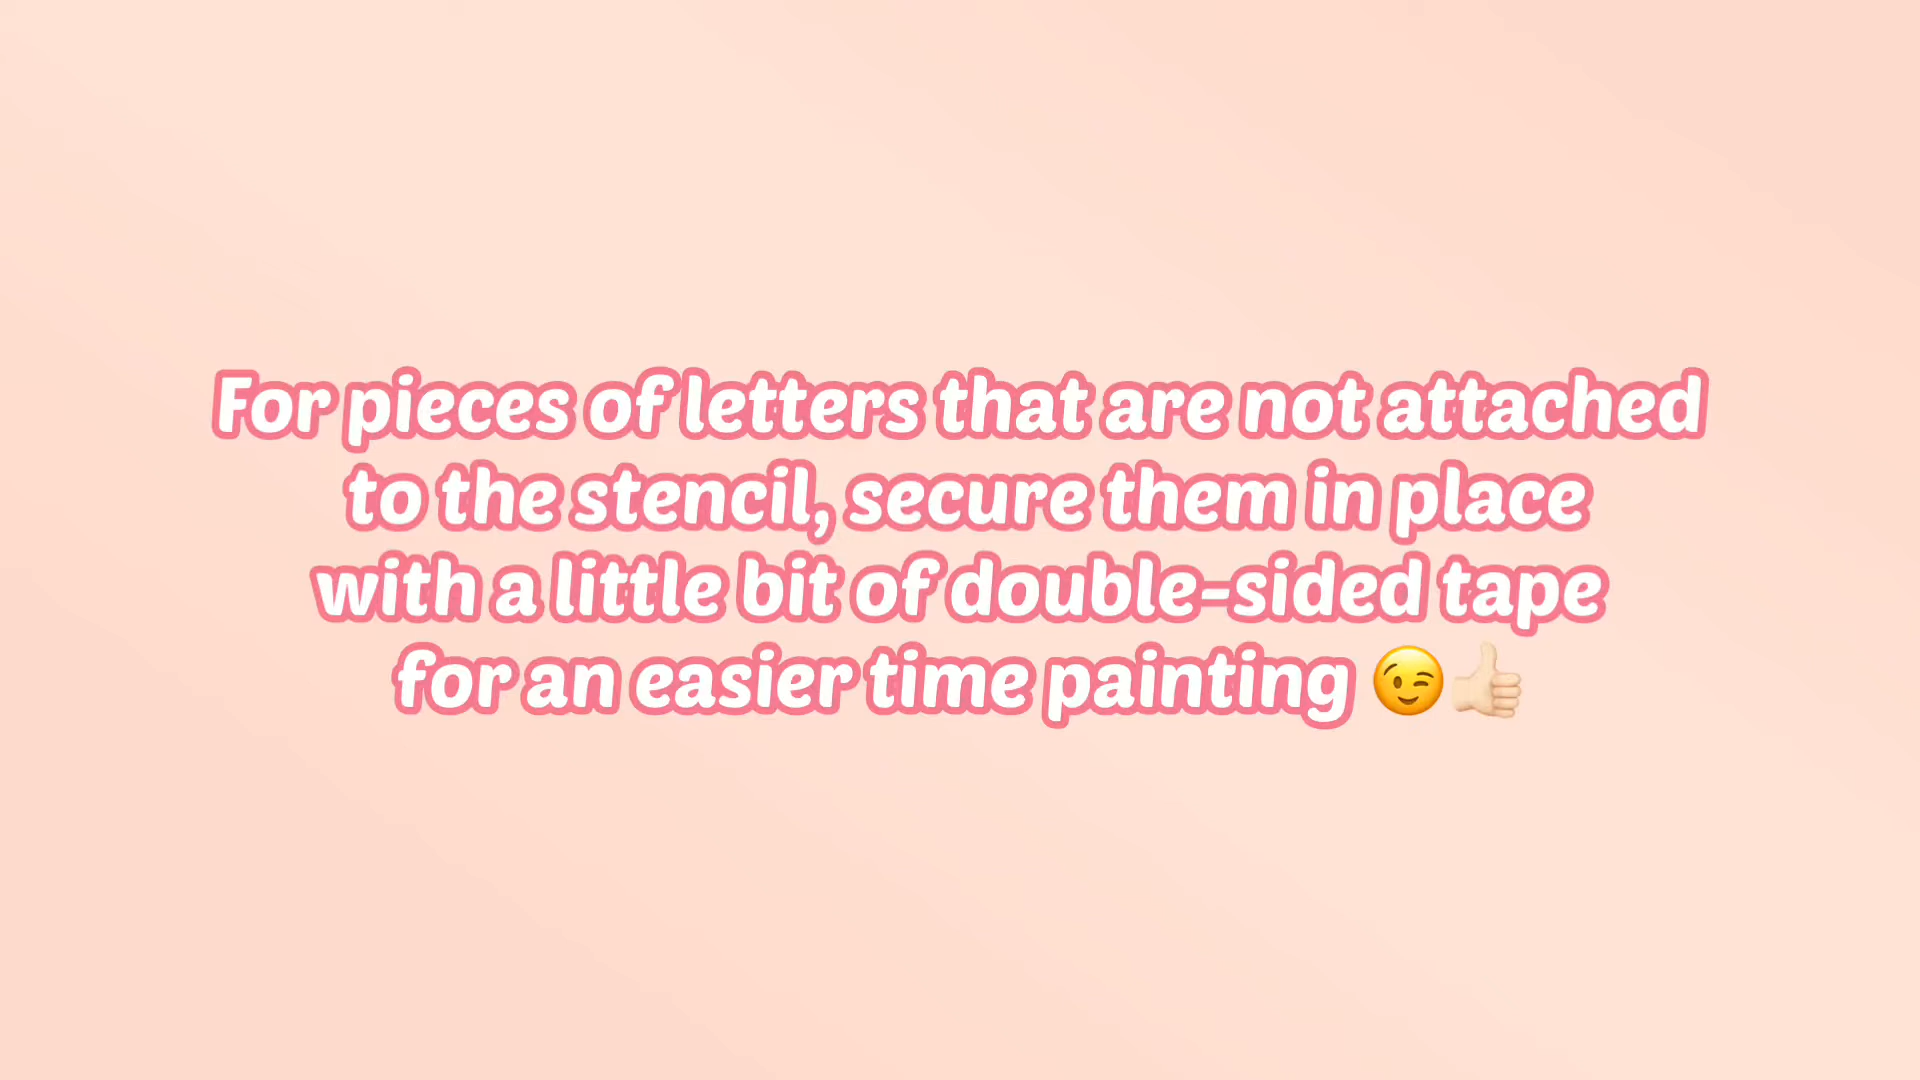 For pieces of letters that are not attached
to the stencil, secure them in place
with a little bit of double-sided tape
for an easier time painting 😉👍🏻